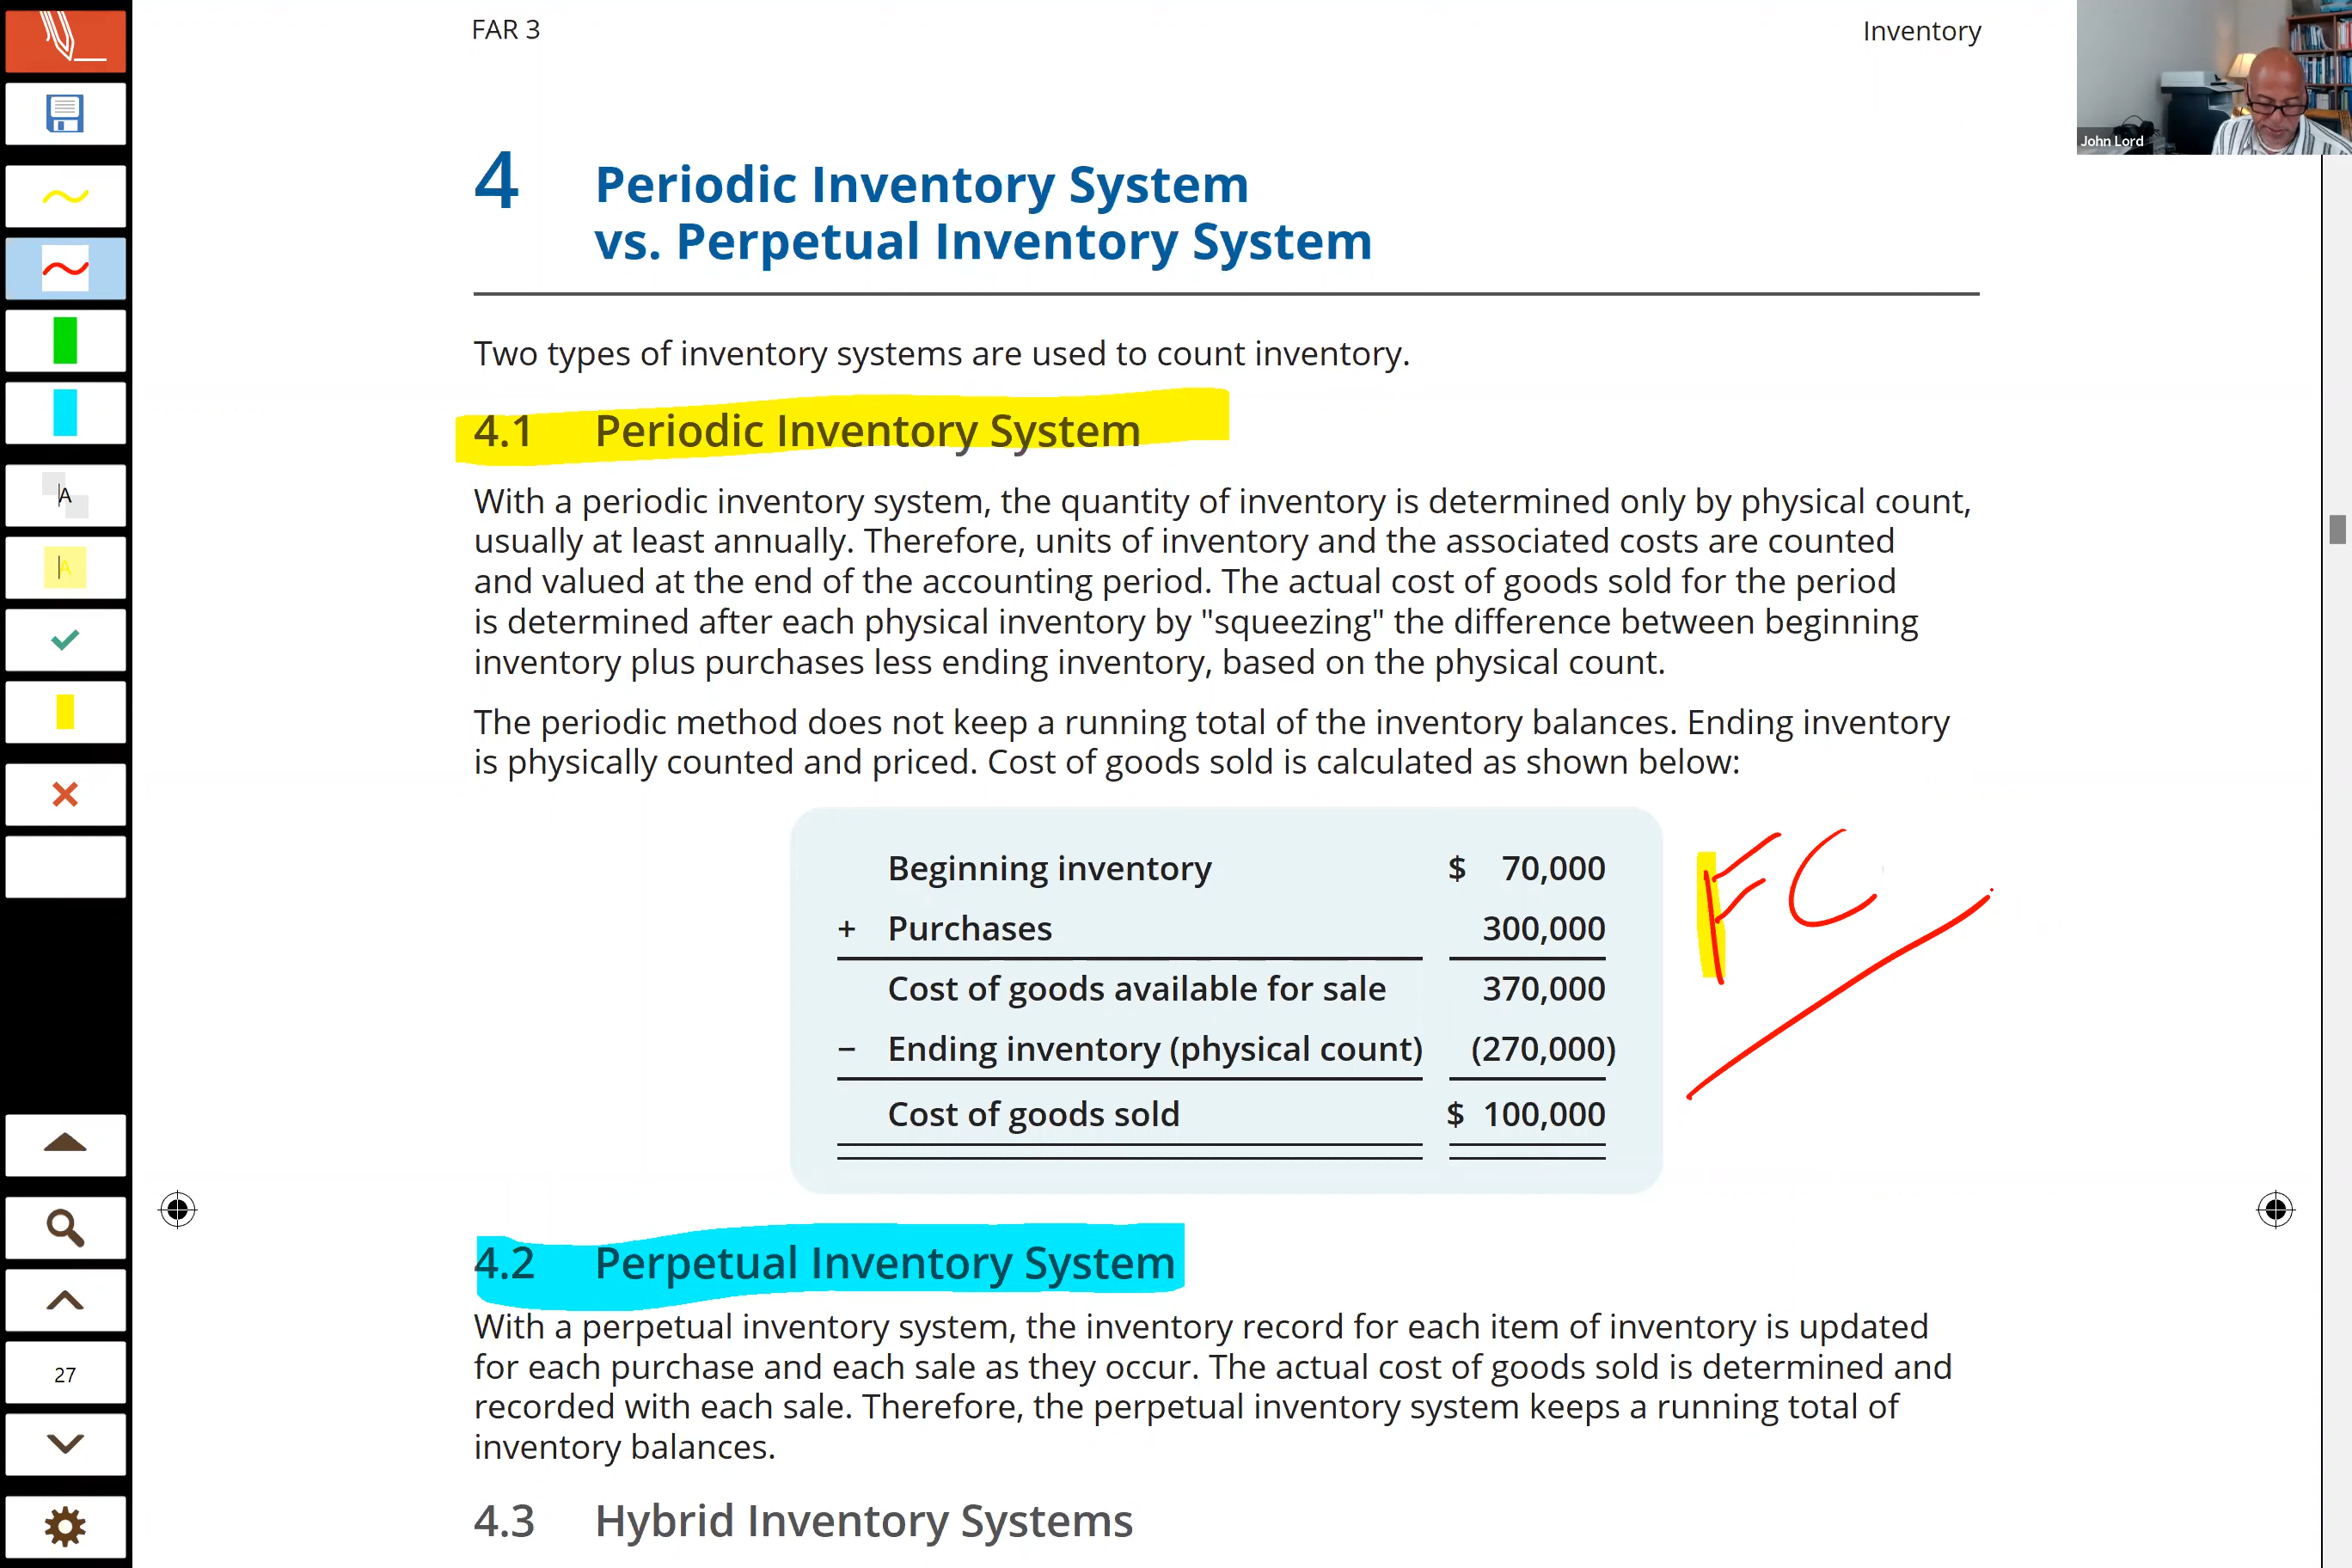 FAR 3
Inventory
John Lord
4 Periodic Inventory System
vs. Perpetual Inventory System
Two types of inventory systems are used to count inventory.
4.1 Periodic Inventory System
With a periodic inventory system, the quantity of inventory is determined only by physical count,
usually at least annually. Therefore, units of inventory and the associated costs are counted
and valued at the end of the accounting period. The actual cost of goods sold for the period
is determined after each physical inventory by "squeezing" the difference between beginning
inventory plus purchases less ending inventory, based on the physical count.
The periodic method does not keep a running total of the inventory balances. Ending inventory
is physically counted and priced. Cost of goods sold is calculated as shown below:
Beginning inventory $ 70,000
+ Purchases 300,000
Cost of goods available for sale 370,000
− Ending inventory (physical count) (270,000)
Cost of goods sold $ 100,000
FC
4.2 Perpetual Inventory System
With a perpetual inventory system, the inventory record for each item of inventory is updated
for each purchase and each sale as they occur. The actual cost of goods sold is determined and
recorded with each sale. Therefore, the perpetual inventory system keeps a running total of
inventory balances.
4.3 Hybrid Inventory Systems
A
A
27